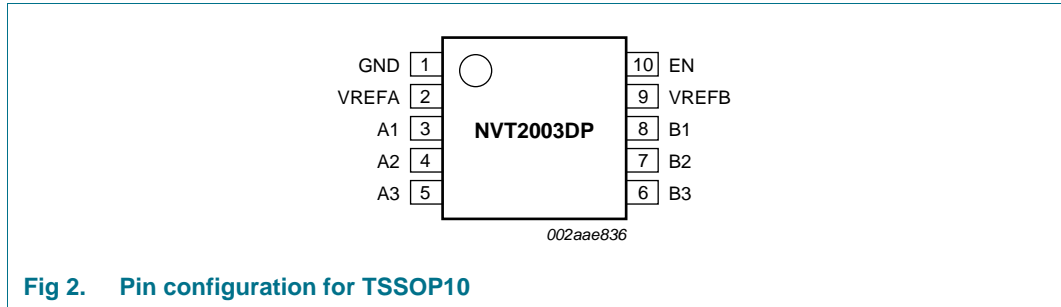 GND 1 10 EN
VREFA 2 9 VREFB
A1 3 NVT2003DP 8 B1
A2 4 7 B2
A3 5 6 B3
002aae836
Fig 2. Pin configuration for TSSOP10